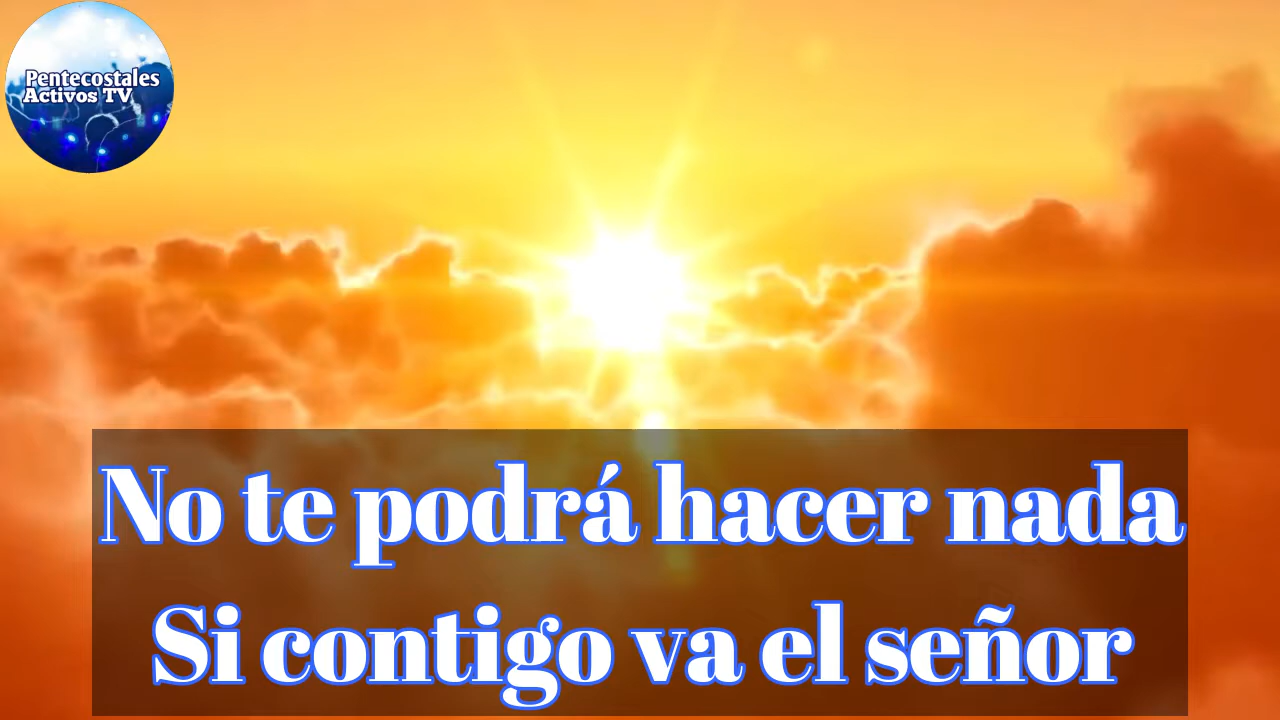 Pentecostales
Activos TV
No te podrá hacer nada
Si contigo va el señor